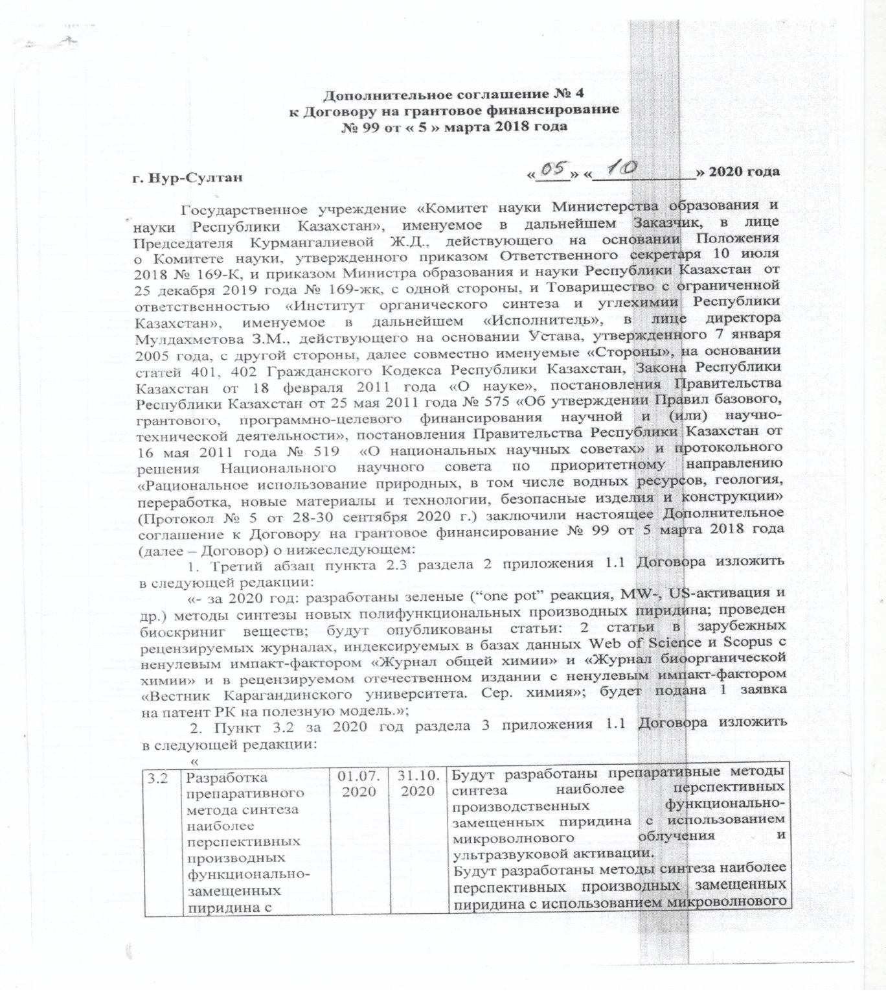 Дополнительное соглашение № 4
к Договору на грантовое финансирование
№ 99 от « 5 » марта 2018 года
г. Нур-Султан «05» «10» 2020 года
Государственное учреждение «Комитет науки Министерства образования и
науки Республики Казахстан», именуемое в дальнейшем Заказчик, в лице
Председателя Курмангалиевой Ж.Д., действующего на основании Положения
о Комитете науки, утвержденного приказом Ответственного секретаря 10 июля
2018 № 169-К, и приказом Министра образования и науки Республики Казахстан от
25 декабря 2019 года № 169-жк, с одной стороны, и Товарищество с ограниченной
ответственностью «Институт органического синтеза и углехимии Республики
Казахстан», именуемое в дальнейшем «Исполнитель», в лице директора
Мулдахметова З.М., действующего на основании Устава, утвержденного 7 января
2005 года, с другой стороны, далее совместно именуемые «Стороны», на основании
статей 401, 402 Гражданского Кодекса Республики Казахстан, Закона Республики
Казахстан от 18 февраля 2011 года «О науке», постановления Правительства
Республики Казахстан от 25 мая 2011 года № 575 «Об утверждении Правил базового,
грантового, программно-целевого финансирования научной и (или) научно-
технической деятельности», постановления Правительства Республики Казахстан от
16 мая 2011 года № 519 «О национальных научных советах» и протокольного
решения Национального научного совета по приоритетному направлению
«Рациональное использование природных, в том числе водных ресурсов, геология,
переработка, новые материалы и технологии, безопасные изделия и конструкции»
(Протокол № 5 от 28-30 сентября 2020 г.) заключили настоящее Дополнительное
соглашение к Договору на грантовое финансирование № 99 от 5 марта 2018 года
(далее – Договор) о нижеследующем:
1. Третий абзац пункта 2.3 раздела 2 приложения 1.1 Договора изложить
в следующей редакции:
«- за 2020 год: разработаны зеленые (“one pot” реакция, MW-, US-активация и
др.) методы синтезы новых полифункциональных производных пиридина; проведен
биоскриниг веществ; будут опубликованы статьи: 2 статьи в зарубежных
рецензируемых журналах, индексируемых в базах данных Web of Science и Scopus с
ненулевым импакт-фактором «Журнал общей химии» и «Журнал биоорганической
химии» и в рецензируемом отечественном издании с ненулевым импакт-фактором
«Вестник Карагандинского университета. Сер. химия»; будет подана 1 заявка
на патент РК на полезную модель.»;
2. Пункт 3.2 за 2020 год раздела 3 приложения 1.1 Договора изложить
в следующей редакции:
«
3.2 Разработка 01.07. 31.10. Будут разработаны препаративные методы
препаративного 2020 2020 синтеза наиболее перспективных
метода синтеза производственных функционально-
наиболее замещенных пиридина с использованием
перспективных микроволнового облучения и
производных ультразвуковой активации.
функционально- Будут разработаны методы синтеза наиболее
замещенных перспективных производных замещенных
пиридина с пиридина с использованием микроволнового